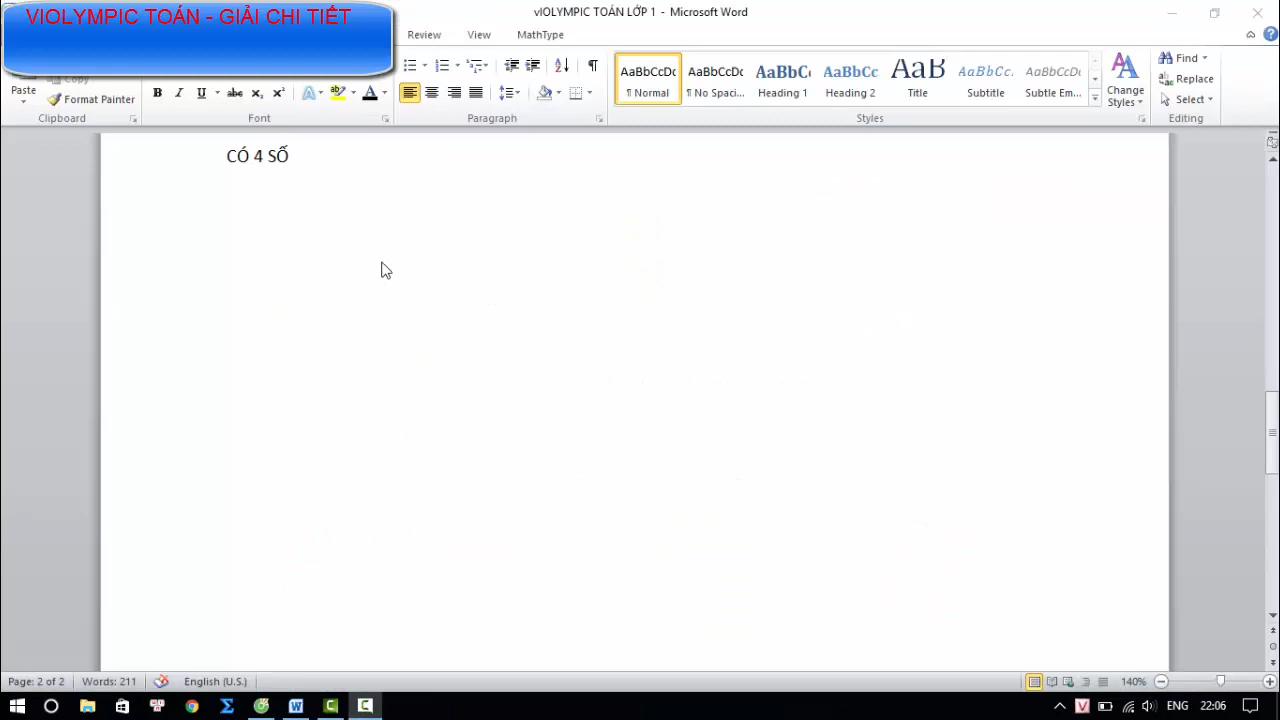 VIOLYMPIC TOÁN - GIẢI CHI TIẾT
vIOLYMPIC TOÁN LỚP 1 - Microsoft Word
Review View MathType
Copy
Paste
Format Painter
AaBbCcDc AaBbCcDc AaBbC AaBbCc AaB AaBbCc. AaBbCcDc
¶ Normal ¶ No Spaci... Heading 1 Heading 2 Title Subtitle Subtle Em...
Change
Styles
Find
Replace
Select
Clipboard Font Paragraph Styles Editing
CÓ 4 SỐ
Page: 2 of 2 Words: 211 English (U.S.) 140%
ENG 22:06